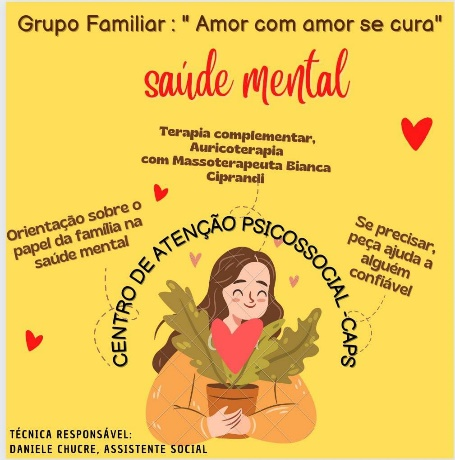 Grupo Familiar : " Amor com amor se cura"
saúde mental
Terapia complementar,
Auricoterapia
com Massoterapeuta Bianca
Ciprandi
Orientação sobre o
papel da família na
saúde mental
Se precisar,
peça ajuda a
alguém
confiável
CENTRO DE ATENÇÃO PSICOSSOCIAL -CAPS
TÉCNICA RESPONSÁVEL:
DANIELE CHUCRE, ASSISTENTE SOCIAL